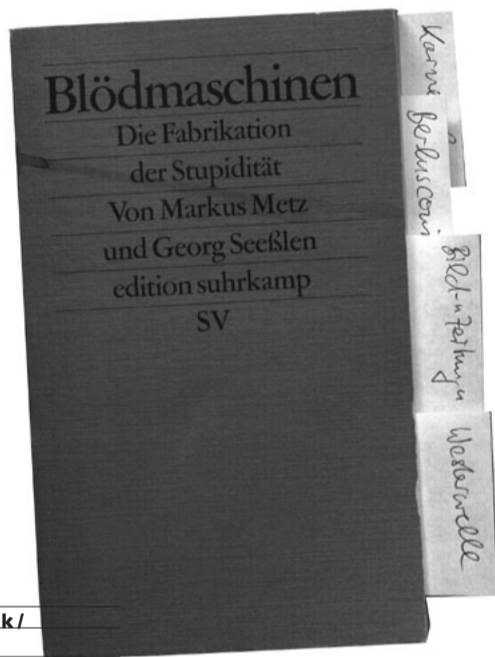 Blödmaschinen
Die Fabrikation
der Stupidität
Von Markus Metz
und Georg Seeßlen
edition suhrkamp
SV
Berlusconi
Westerwelle
k/